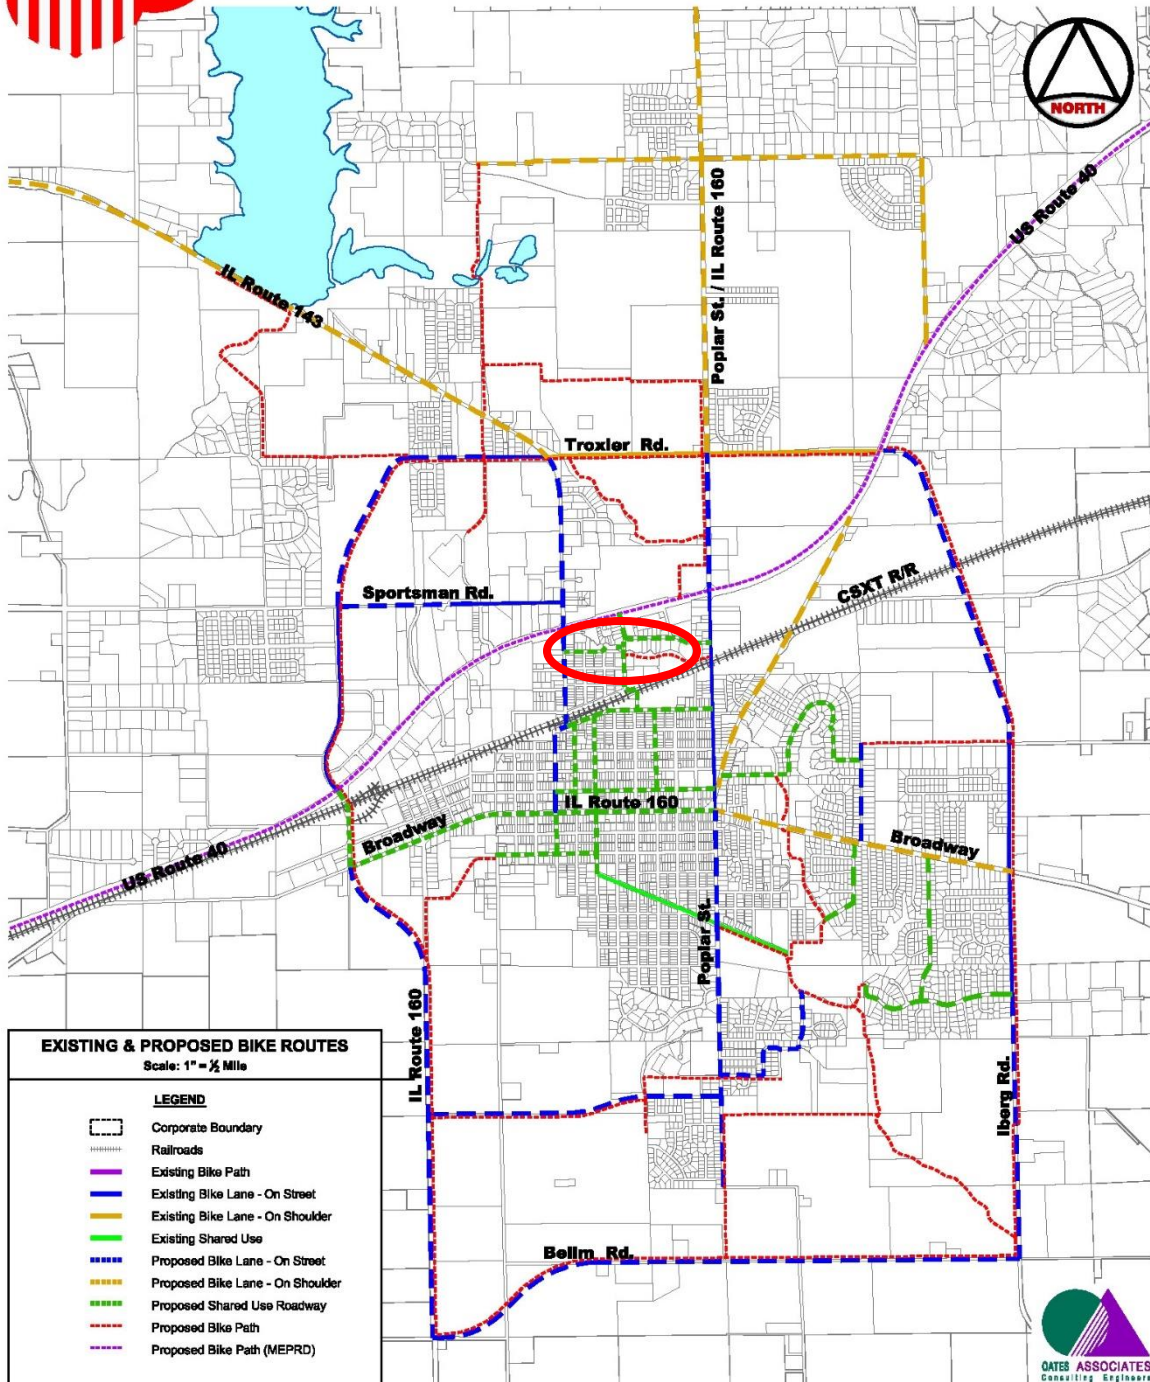 NORTH
US Route 40
Poplar St. / IL Route 160
IL Route 143
Troxler Rd.
CSXT R/R
Sportsman Rd.
IL Route 160
Broadway
Broadway
US Route 40
Poplar St.
IL Route 160
Iberg Rd.
Bellm Rd.
EXISTING & PROPOSED BIKE ROUTES
Scale: 1" = ½ Mile
LEGEND
Corporate Boundary
Railroads
Existing Bike Path
Existing Bike Lane - On Street
Existing Bike Lane - On Shoulder
Existing Shared Use
Proposed Bike Lane - On Street
Proposed Bike Lane - On Shoulder
Proposed Shared Use Roadway
Proposed Bike Path
Proposed Bike Path (MEPRD)
OATES ASSOCIATES
Consulting Engineers